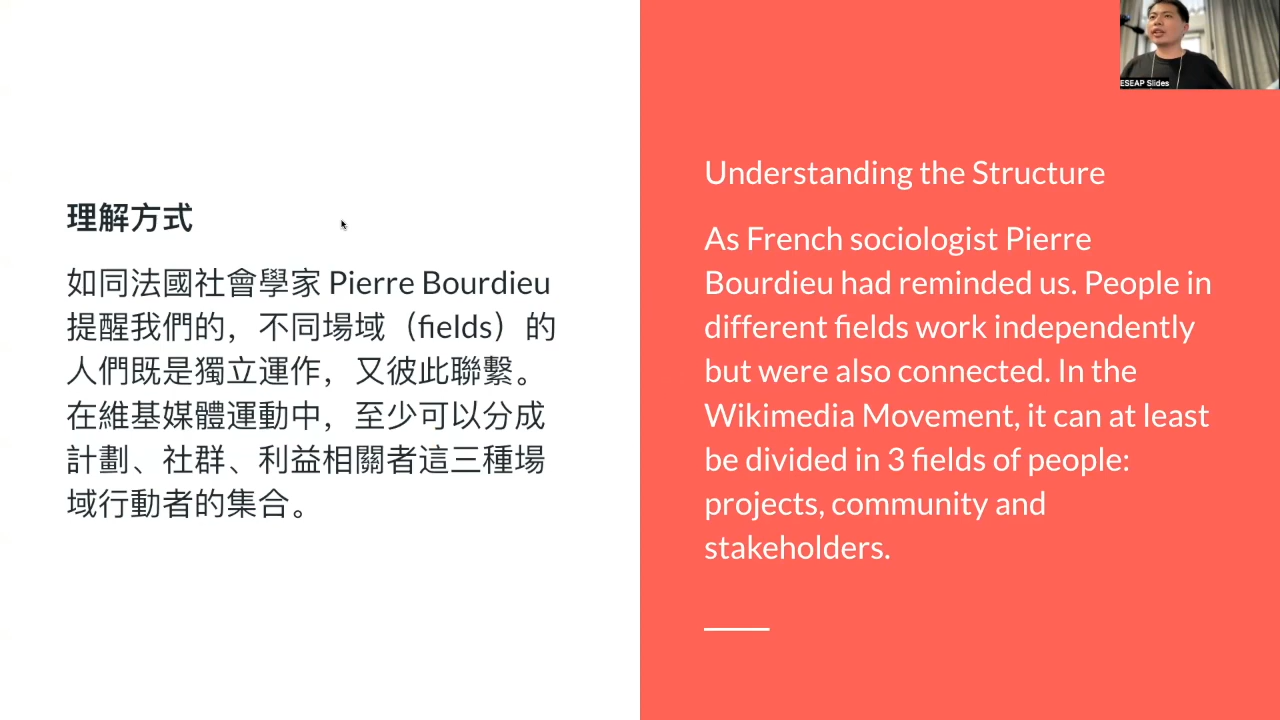 理解方式
如同法國社會學家 Pierre Bourdieu
提醒我們的，不同場域（fields）的
人們既是獨立運作，又彼此聯繫。
在維基媒體運動中，至少可以分成
計劃、社群、利益相關者這三種場
域行動者的集合。
Understanding the Structure
As French sociologist Pierre
Bourdieu had reminded us. People in
different fields work independently
but were also connected. In the
Wikimedia Movement, it can at least
be divided in 3 fields of people:
projects, community and
stakeholders.
ESEAP Slides